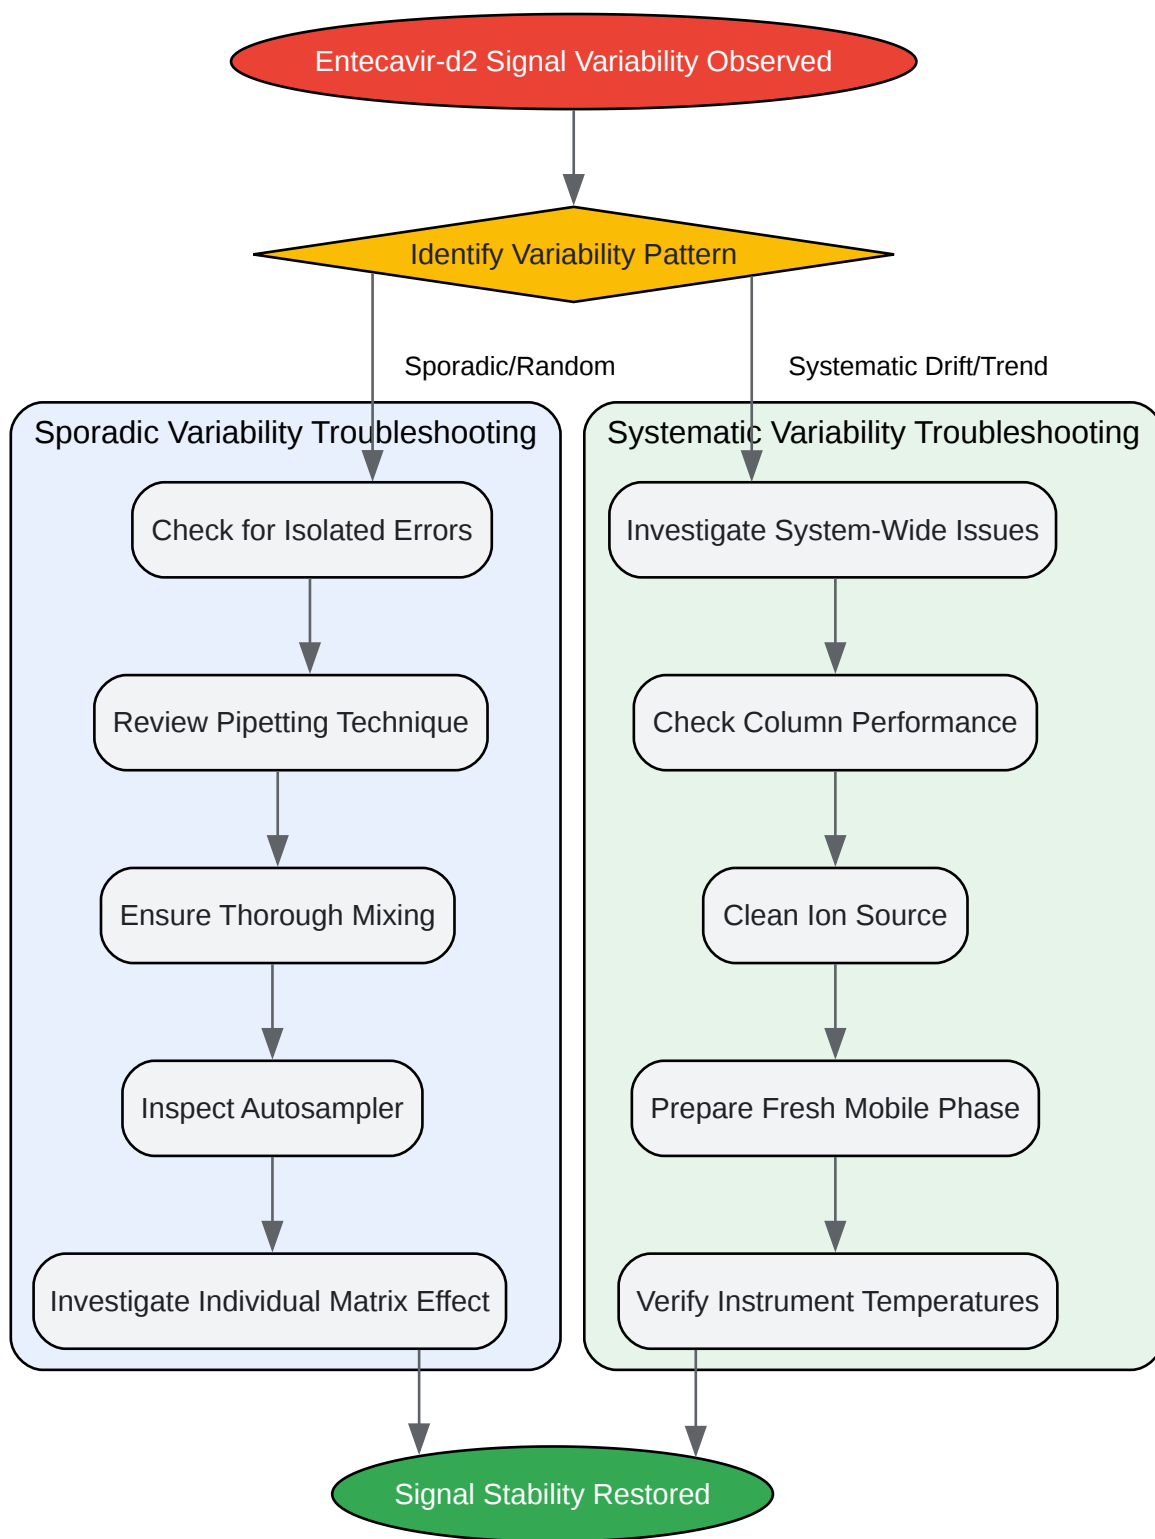 Entecavir-d2 Signal Variability Observed
Identify Variability Pattern
Sporadic/Random
Systematic Drift/Trend
Sporadic Variability Troubleshooting
Check for Isolated Errors
Review Pipetting Technique
Ensure Thorough Mixing
Inspect Autosampler
Investigate Individual Matrix Effect
Systematic Variability Troubleshooting
Investigate System-Wide Issues
Check Column Performance
Clean Ion Source
Prepare Fresh Mobile Phase
Verify Instrument Temperatures
Signal Stability Restored